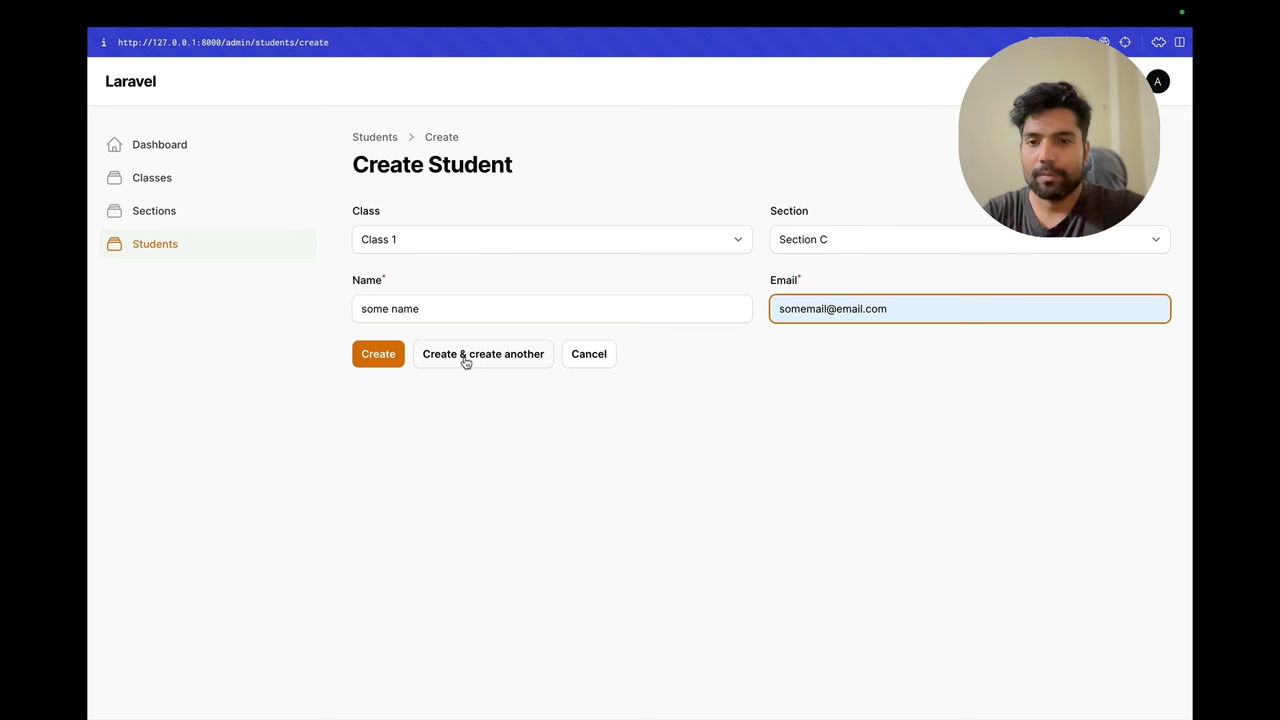 http://127.0.0.1:8000/admin/students/create
Laravel
A
Dashboard
Classes
Sections
Students
Students > Create
Create Student
Class
Section
Class 1
Section C
Name*
Email*
some name
somemail@email.com
Create
Create & create another
Cancel